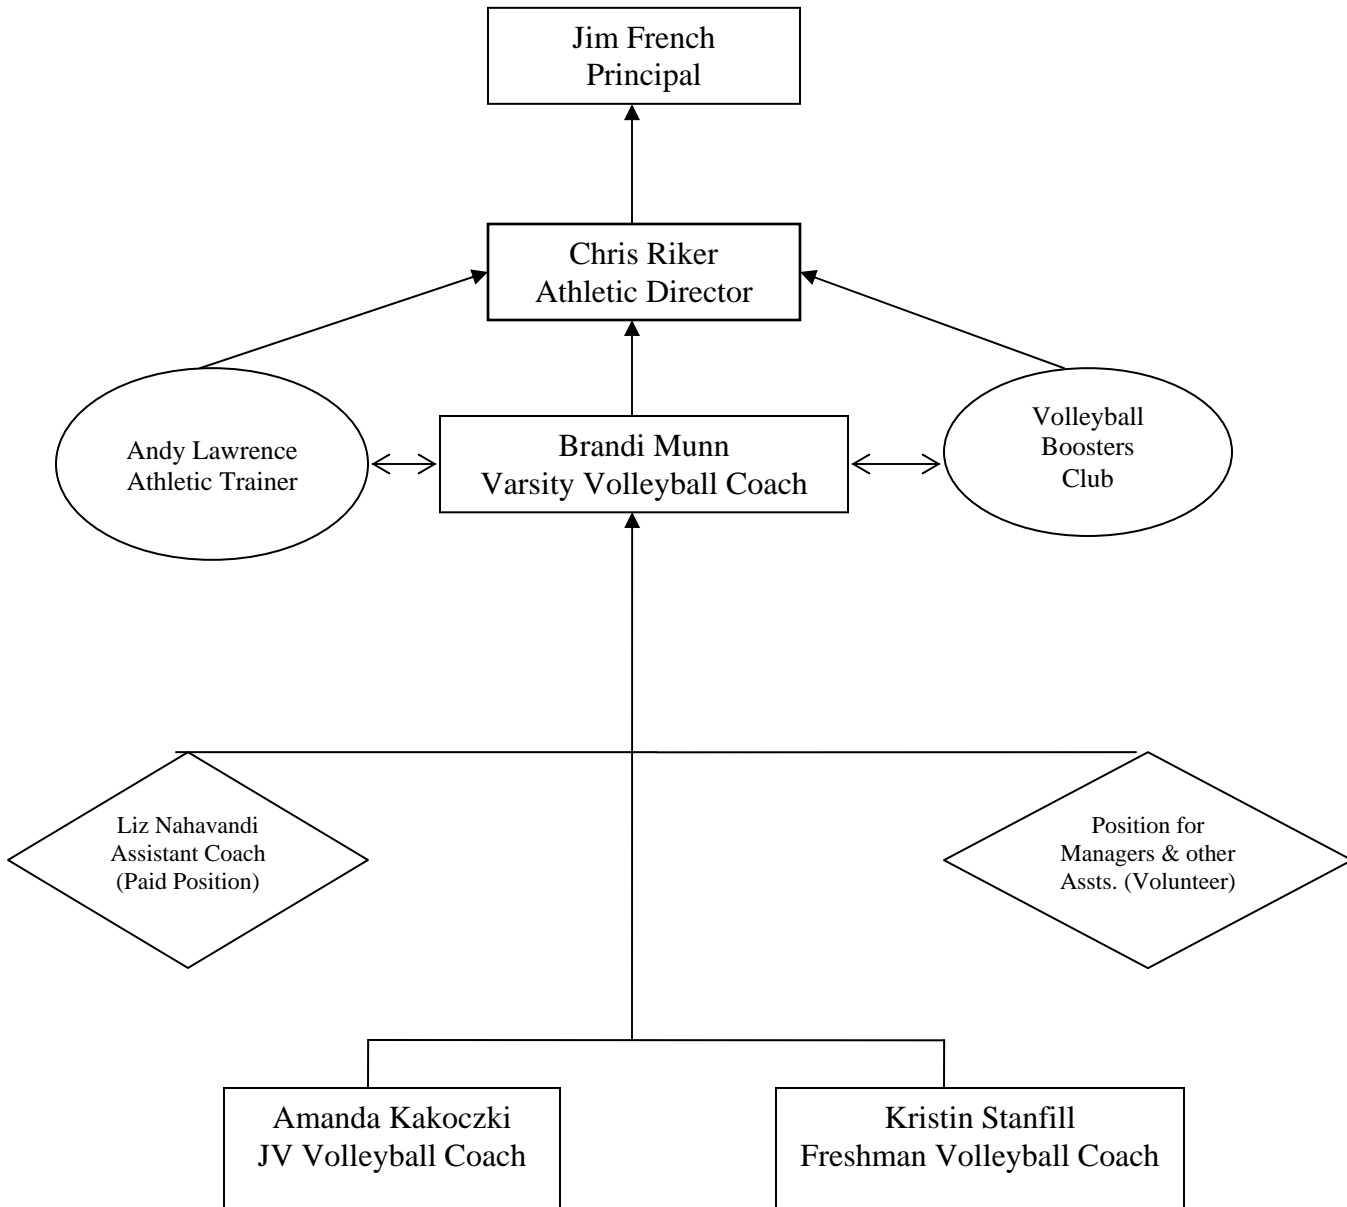 Jim French
Principal
Chris Riker
Athletic Director
Andy Lawrence
Athletic Trainer
Brandi Munn
Varsity Volleyball Coach
Volleyball
Boosters
Club
Liz Nahavandi
Assistant Coach
(Paid Position)
Position for
Managers & other
Assts. (Volunteer)
Amanda Kakoczki
JV Volleyball Coach
Kristin Stanfill
Freshman Volleyball Coach